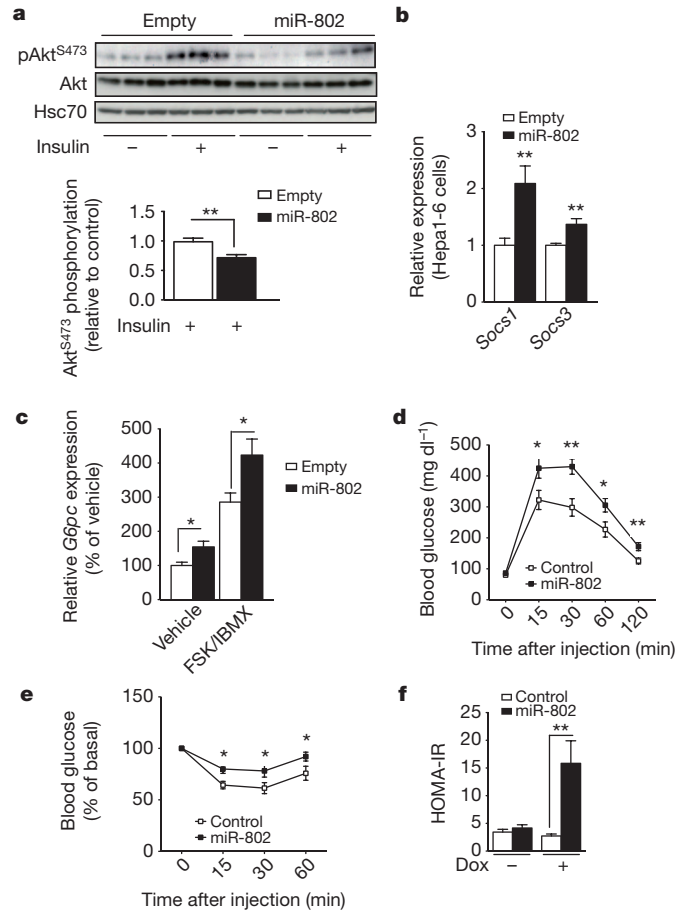 a
Empty
miR-802
pAktS473
Akt
Hsc70
Insulin
− + − +
AktS473 phosphorylation
(relative to control)
1.5
1.0
0.5
0.0
**
Empty
miR-802
Insulin + +
b
Relative expression
(Hepa1-6 cells)
Empty
miR-802
3
2
1
0
**
**
Socs1
Socs3
c
Relative G6pc expression
(% of vehicle)
500
400
300
200
100
0
*
*
Empty
miR-802
Vehicle
FSK/IBMX
d
Blood glucose (mg dl−1)
500
400
300
200
100
0
* ** * **
Control
miR-802
0 15 30 60 120
Time after injection (min)
e
Blood glucose
(% of basal)
150
100
50
0
* * *
Control
miR-802
0 15 30 60
Time after injection (min)
f
Control
miR-802
HOMA-IR
25
20
15
10
5
0
**
Dox − +